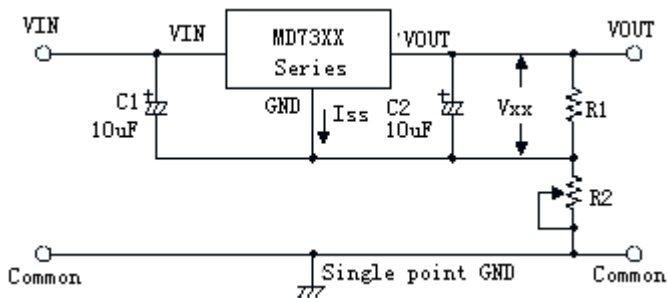 VIN
VIN
MD73XX
Series
VOUT
VOUT
GND
C1
10uF
Iss
C2
10uF
Vxx
R1
R2
Common
Single point GND
Common